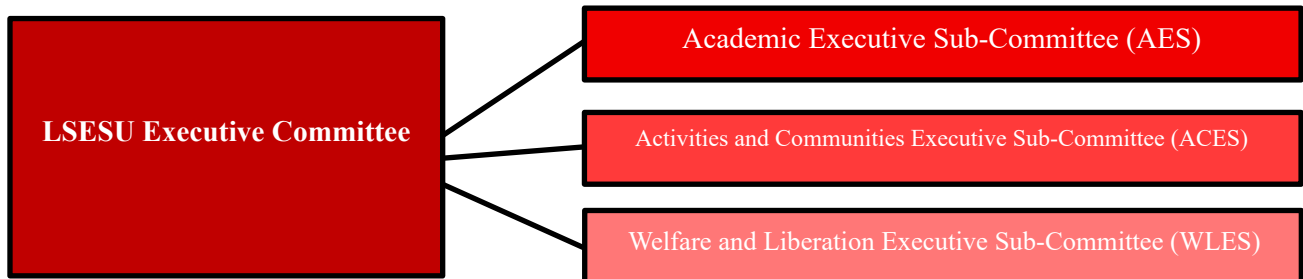 LSESU Executive Committee
Academic Executive Sub-Committee (AES)
Activities and Communities Executive Sub-Committee (ACES)
Welfare and Liberation Executive Sub-Committee (WLES)